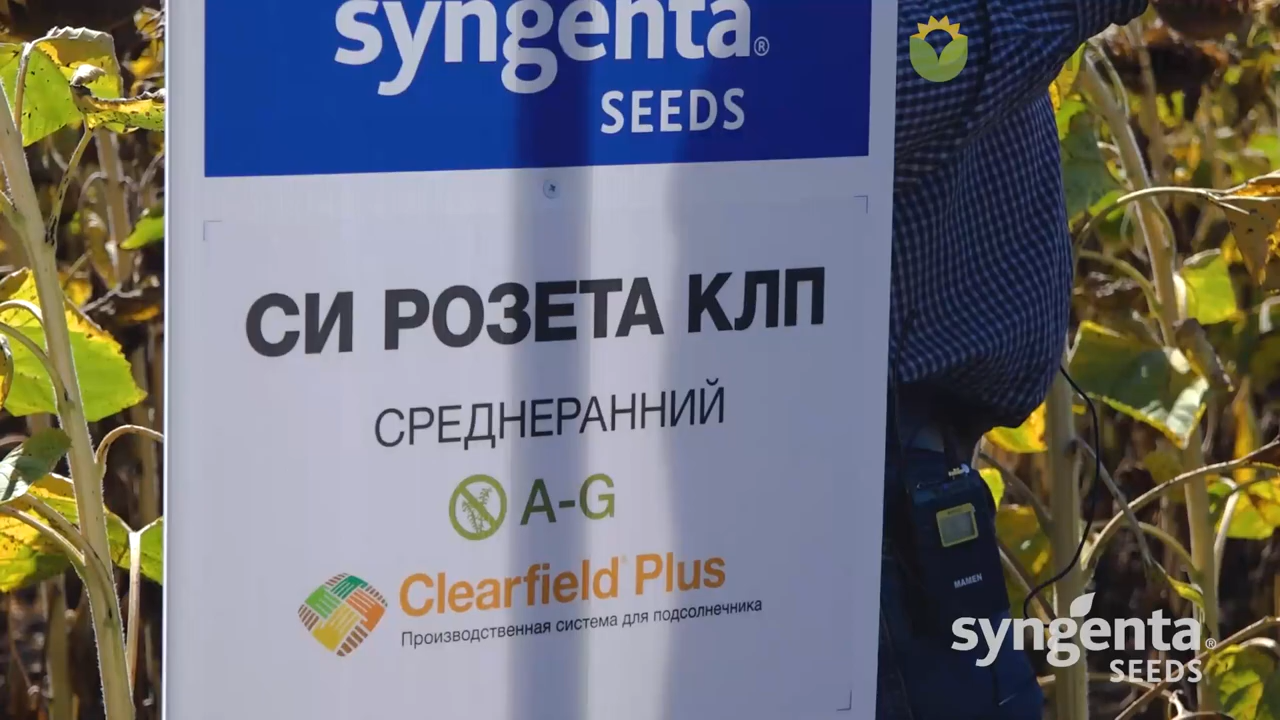 syngenta®
SEEDS
СИ РОЗЕТА КЛП
СРЕДНЕРАННИЙ
A-G
Clearfield® Plus
Производственная система для подсолнечника
MAMEN
syngenta®
SEEDS